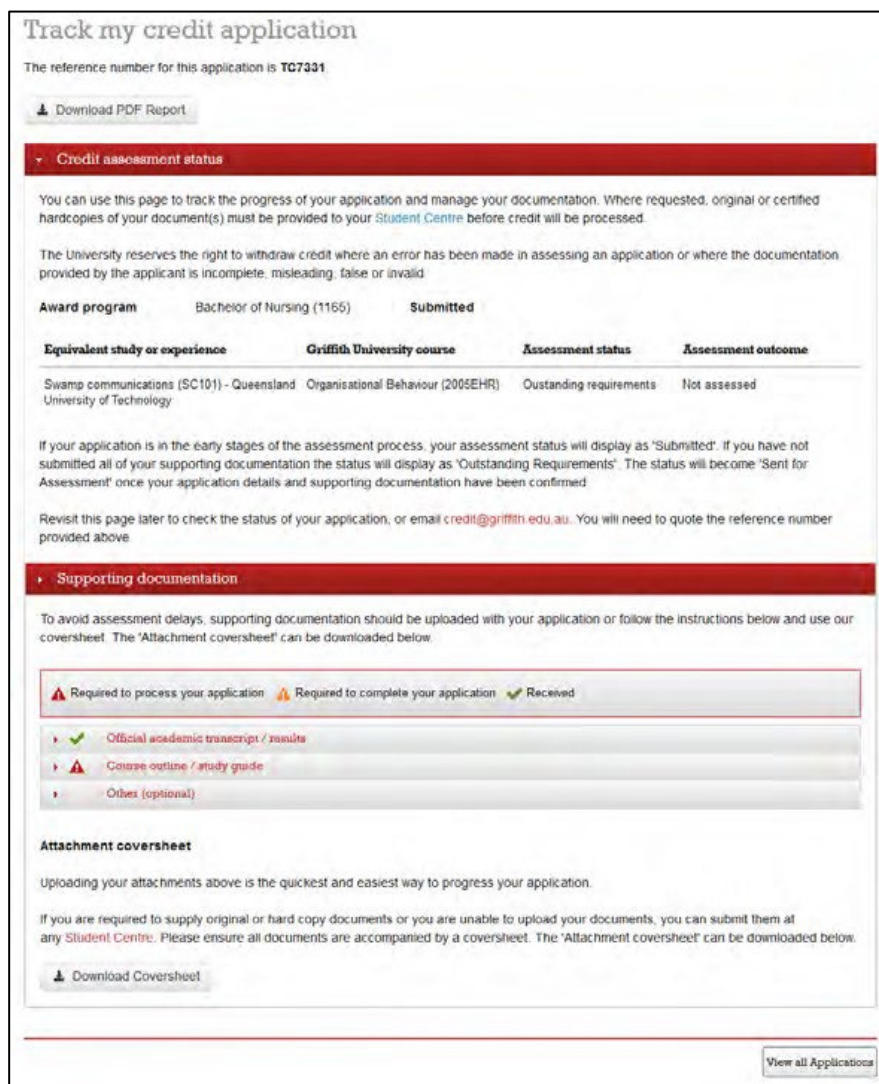 Track my credit application
The reference number for this application is TC7331
Download PDF Report
Credit assessment status
You can use this page to track the progress of your application and manage your documentation. Where requested, original or certified
hardcopies of your document(s) must be provided to your Student Centre before credit will be processed.
The University reserves the right to withdraw credit where an error has been made in assessing an application or where the documentation
provided by the applicant is incomplete, misleading, false or invalid
Award program Bachelor of Nursing (1165) Submitted
Equivalent study or experience Griffith University course Assessment status Assessment outcome
Swamp communications (SC101) - Queensland Organisational Behaviour (2005EHR) Oustanding requirements Not assessed
University of Technology
If your application is in the early stages of the assessment process, your assessment status will display as 'Submitted'. If you have not
submitted all of your supporting documentation the status will display as 'Outstanding Requirements'. The status will become 'Sent for
Assessment' once your application details and supporting documentation have been confirmed
Revisit this page later to check the status of your application, or email credit@griffith.edu.au. You will need to quote the reference number
provided above
Supporting documentation
To avoid assessment delays, supporting documentation should be uploaded with your application or follow the instructions below and use our
coversheet. The 'Attachment coversheet' can be downloaded below.
Required to process your application Required to complete your application Received
Official academic transcript / results
Course outline / study guide
Other (optional)
Attachment coversheet
Uploading your attachments above is the quickest and easiest way to progress your application.
If you are required to supply original or hard copy documents or you are unable to upload your documents, you can submit them at
any Student Centre. Please ensure all documents are accompanied by a coversheet. The 'Attachment coversheet' can be downloaded below.
Download Coversheet
View all Applications